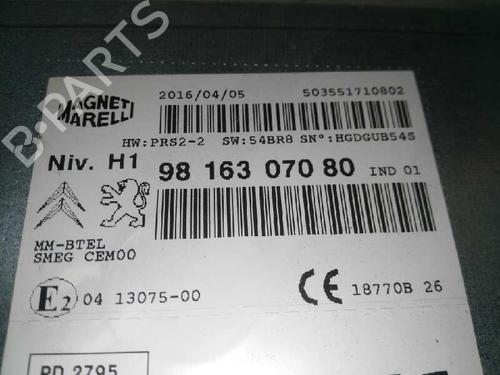 B-PARTS
MAGNETI MARELLI
2016/04/05 503551710802
HW:PRS2-2 SW:54BR8 SN°:HGDGUB54S
Niv. H1 98 163 070 80 IND 01
MM-BTEL
SMEG CEM00
E2 04 13075-00 CE 18770B 26
RD 2795